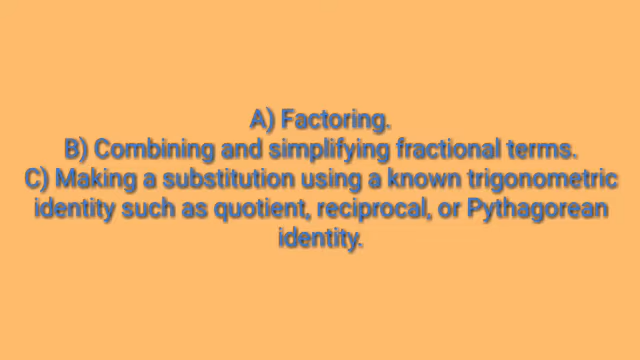 A) Factoring.
B) Combining and simplifying fractional terms.
C) Making a substitution using a known trigonometric
identity such as quotient, reciprocal, or Pythagorean
identity.